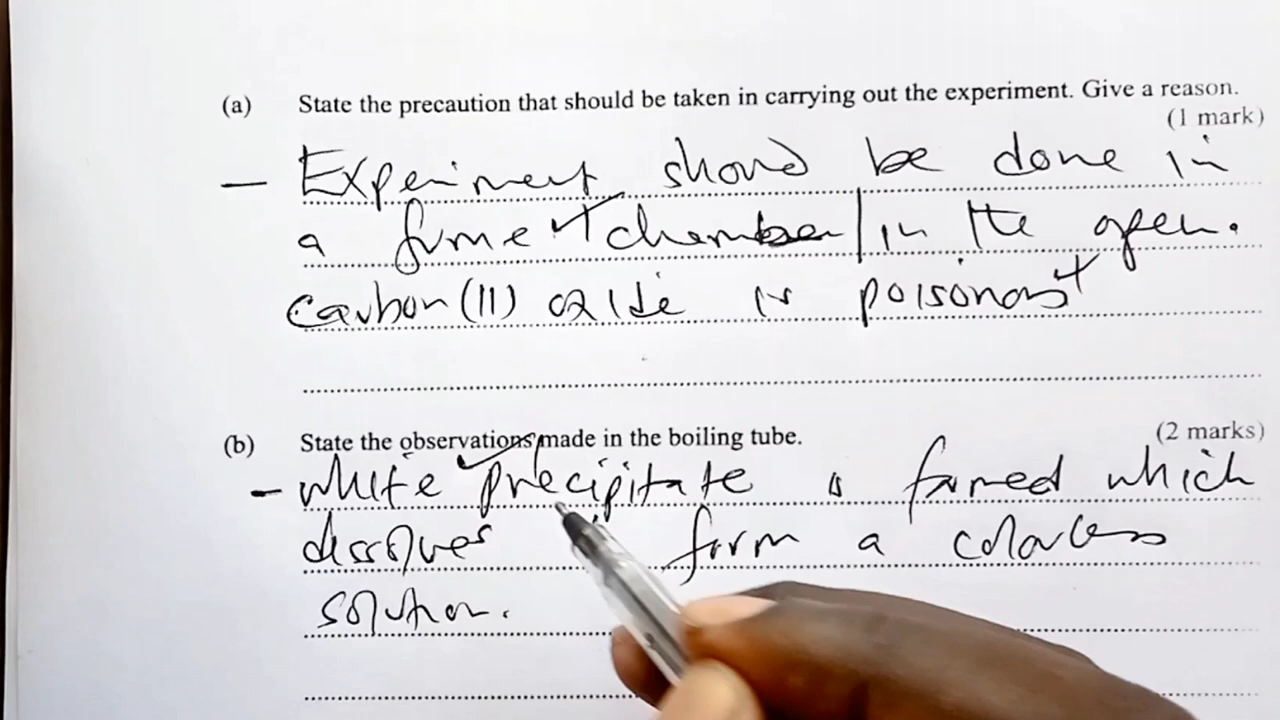 (a) State the precaution that should be taken in carrying out the experiment. Give a reason.
(1 mark)
- Experiment should be done in
a fume chamber / in the open.
Carbon (II) oxide is poisonous
(b) State the observations made in the boiling tube. (2 marks)
- white precipitate is formed which
dissolves form a colorless
solution.